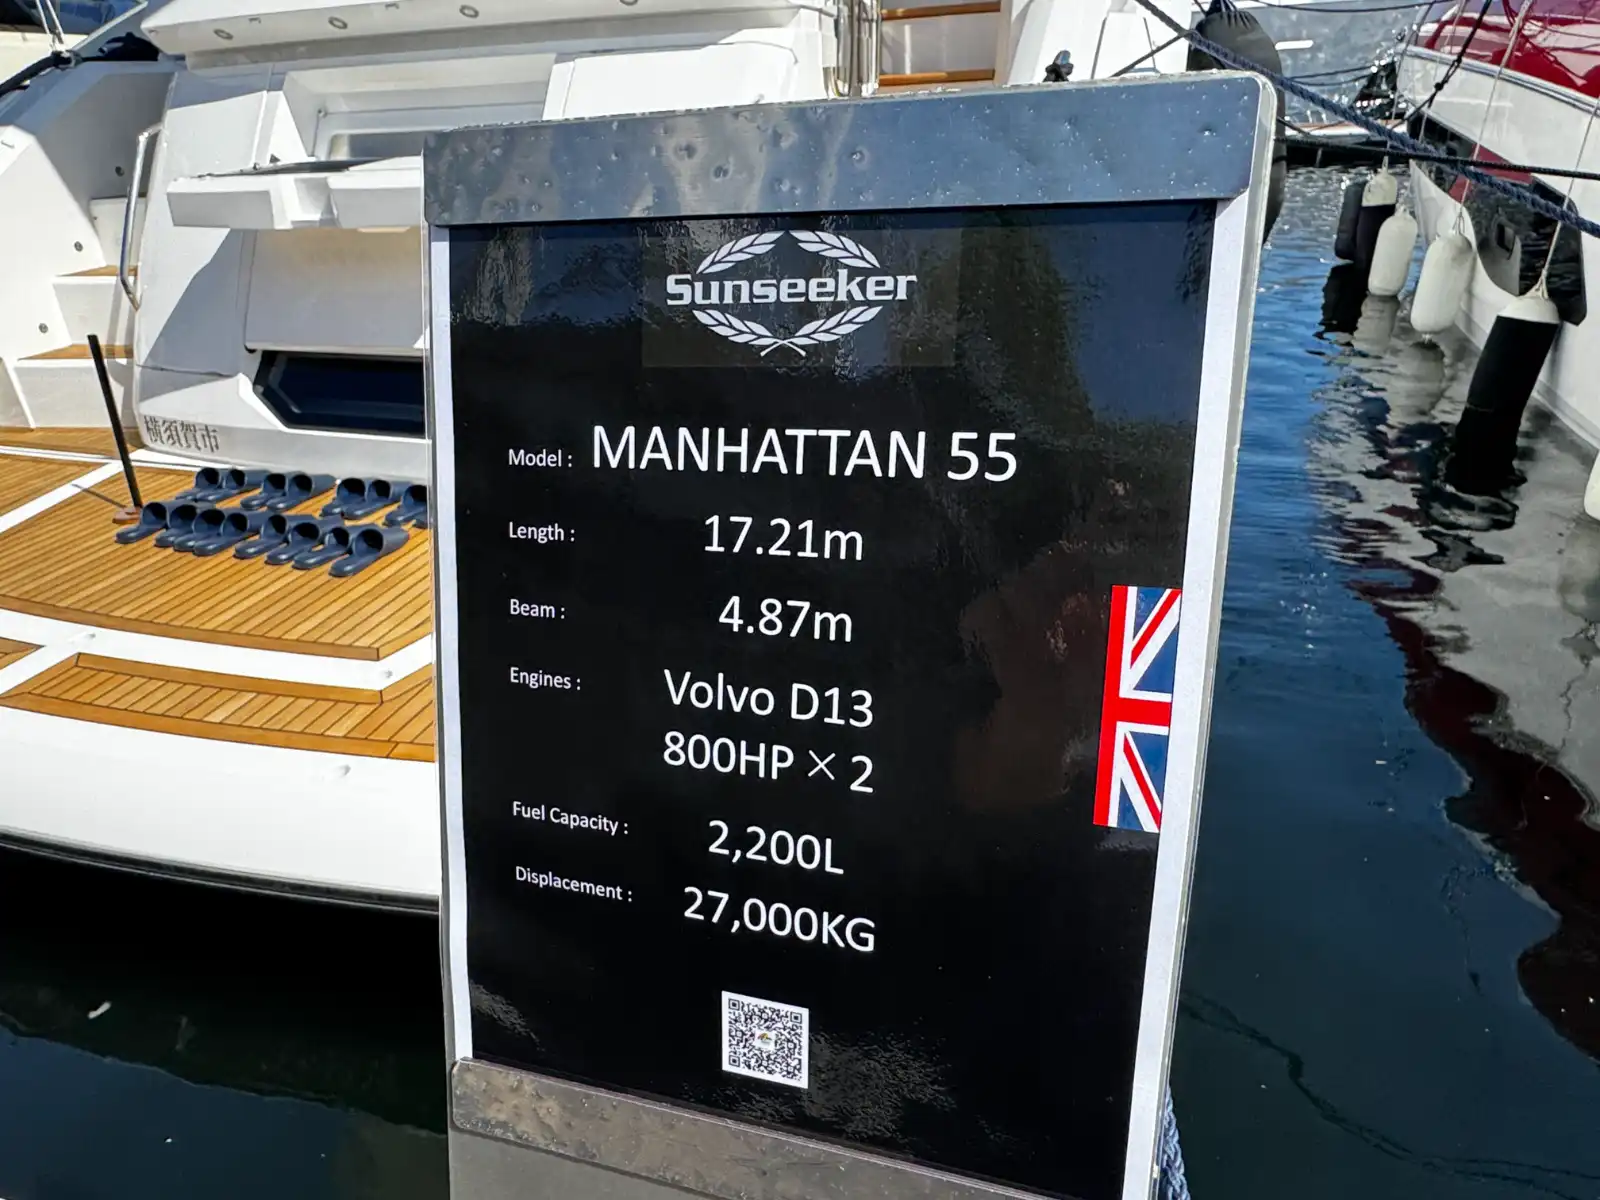 Sunseeker
Model : MANHATTAN 55
Length : 17.21m
Beam : 4.87m
Engines : Volvo D13
800HP × 2
Fuel Capacity : 2,200L
Displacement : 27,000KG
横須賀市